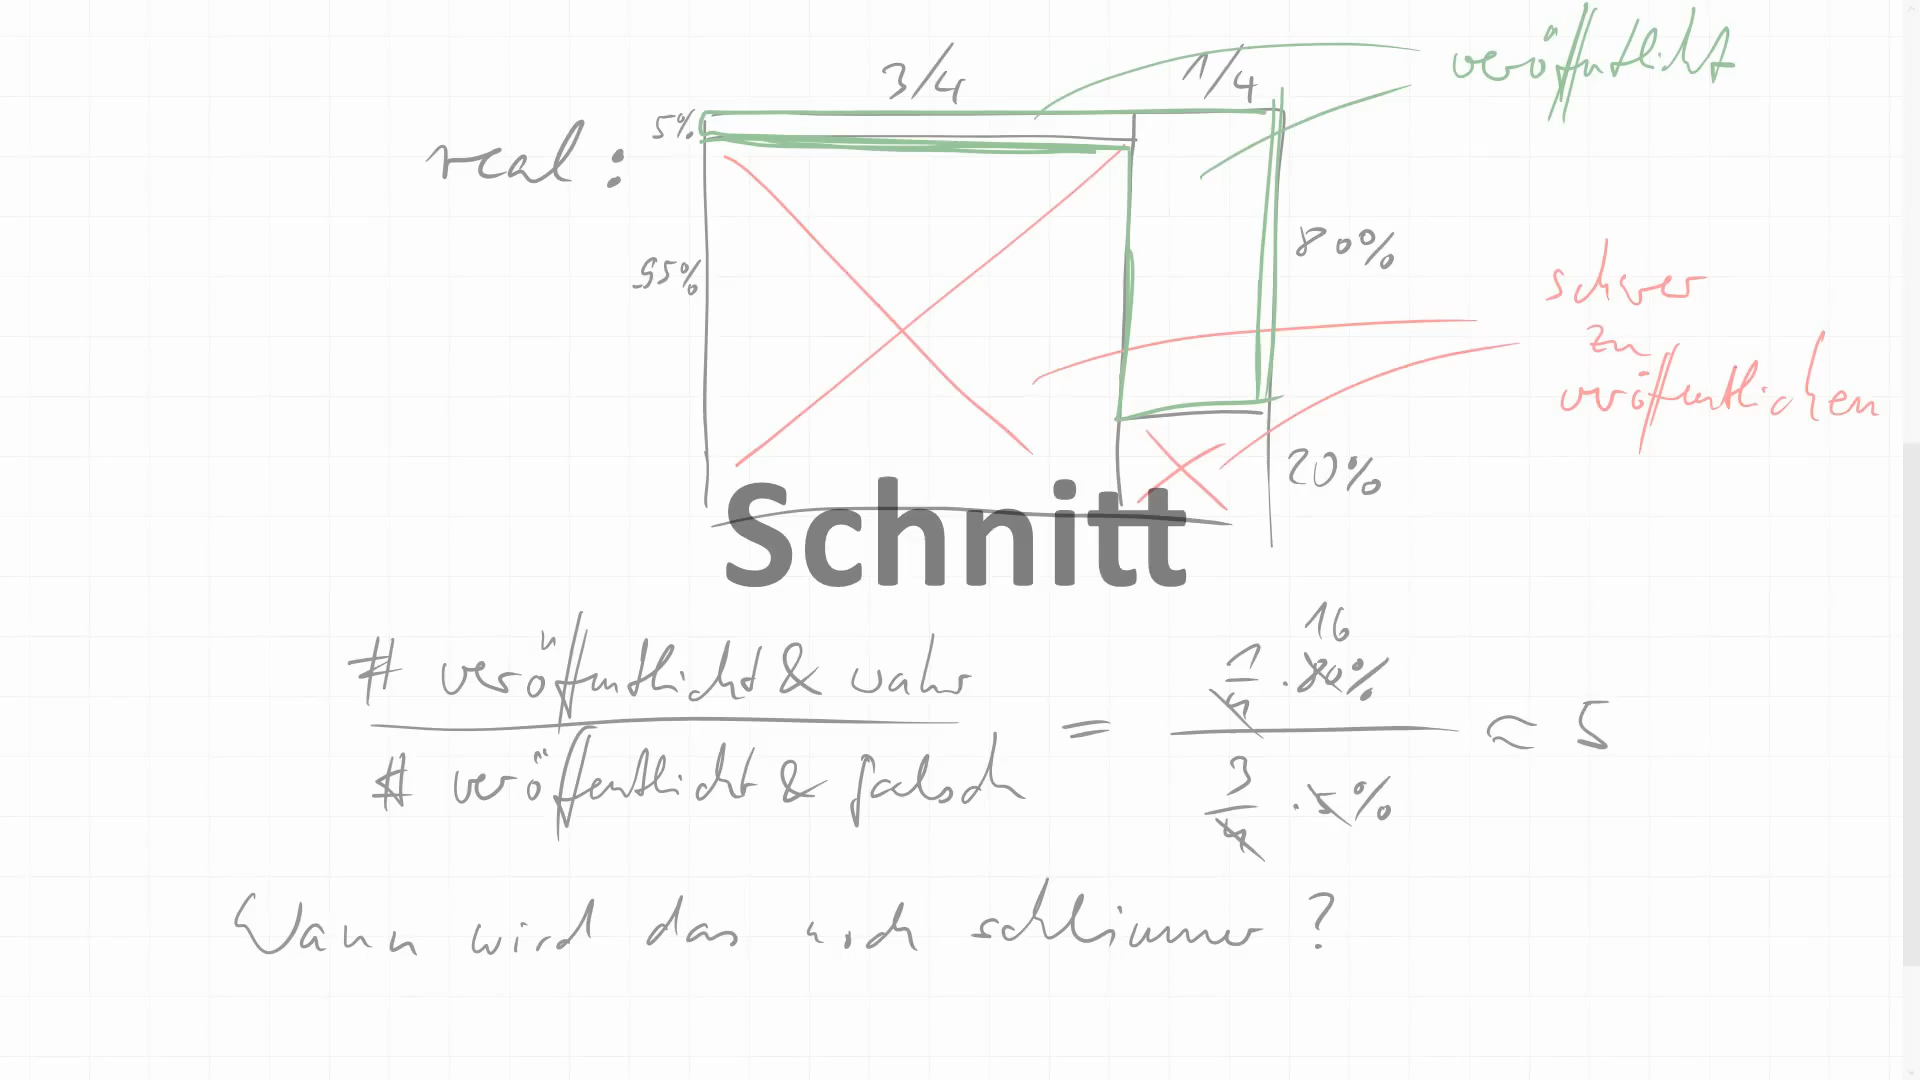 3/4 1/4 veröffentlicht
5%
real:
95% 80%
schwer
zu
veröffentlichen
20%
Schnitt
# veröffentlicht & wahr
# veröffentlicht & falsch
=
1/4 · 80% 16
3/4 · 5%
≈ 5
Wann wird das noch schlimmer?